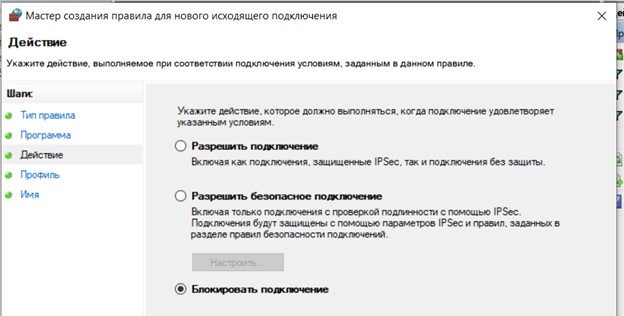 Мастер создания правила для нового исходящего подключения
Действие
Укажите действие, выполняемое при соответствии подключения условиям, заданным в данном правиле.
Шаги:
Тип правила
Программа
Действие
Профиль
Имя
Укажите действие, которое должно выполняться, когда подключение удовлетворяет
указанным условиям.
Разрешить подключение
Включая как подключения, защищенные IPSec, так и подключения без защиты.
Разрешить безопасное подключение
Включая только подключения с проверкой подлинности с помощью IPSec.
Подключения будут защищены с помощью параметров IPSec и правил, заданных в
разделе правил безопасности подключений.
Настроить...
Блокировать подключение